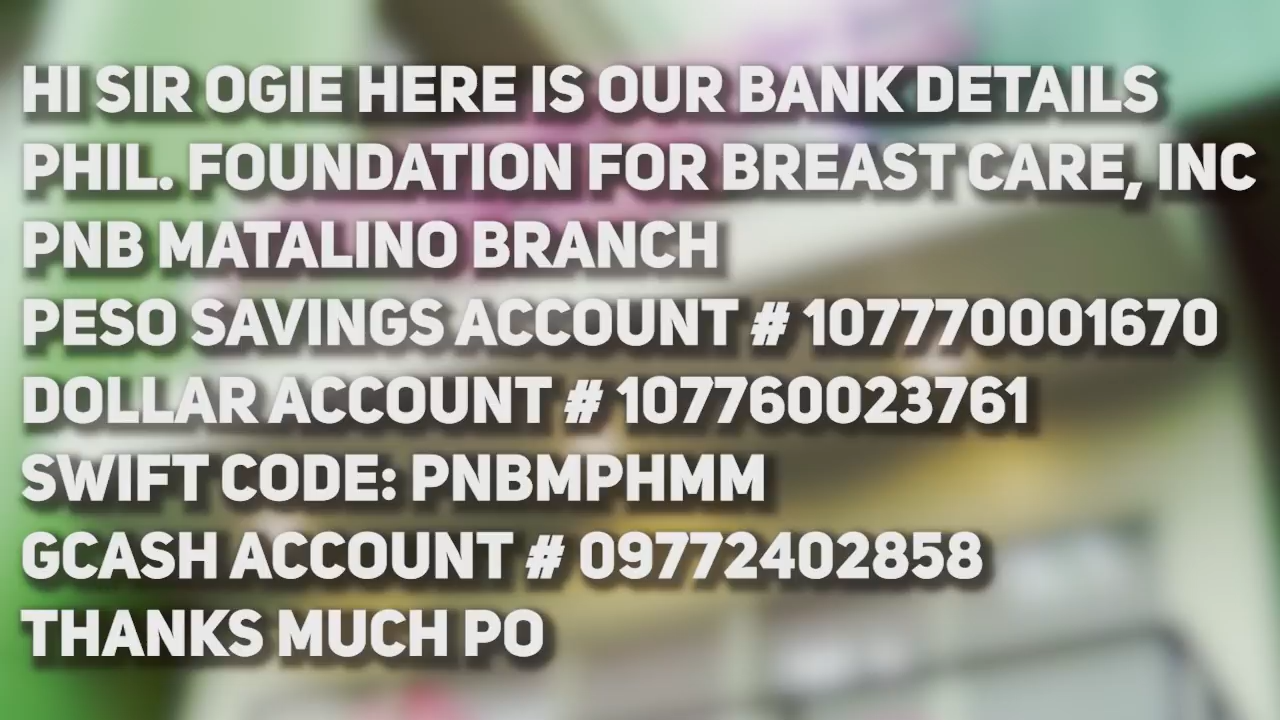 HI SIR OGIE HERE IS OUR BANK DETAILS
PHIL. FOUNDATION FOR BREAST CARE, INC
PNB MATALINO BRANCH
PESO SAVINGS ACCOUNT # 107770001670
DOLLAR ACCOUNT # 107760023761
SWIFT CODE: PNBMPHMM
GCASH ACCOUNT # 09772402858
THANKS MUCH PO